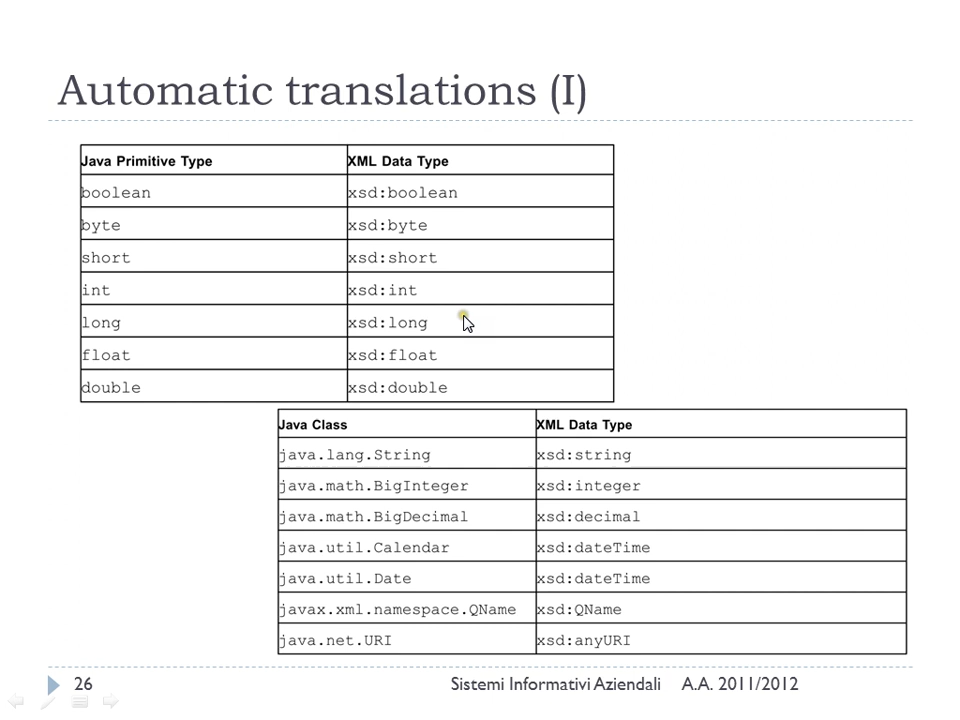 Automatic translations (I)
Java Primitive Type XML Data Type
boolean xsd:boolean
byte xsd:byte
short xsd:short
int xsd:int
long xsd:long
float xsd:float
double xsd:double
Java Class XML Data Type
java.lang.String xsd:string
java.math.BigInteger xsd:integer
java.math.BigDecimal xsd:decimal
java.util.Calendar xsd:dateTime
java.util.Date xsd:dateTime
javax.xml.namespace.QName xsd:QName
java.net.URI xsd:anyURI
26 Sistemi Informativi Aziendali A.A. 2011/2012